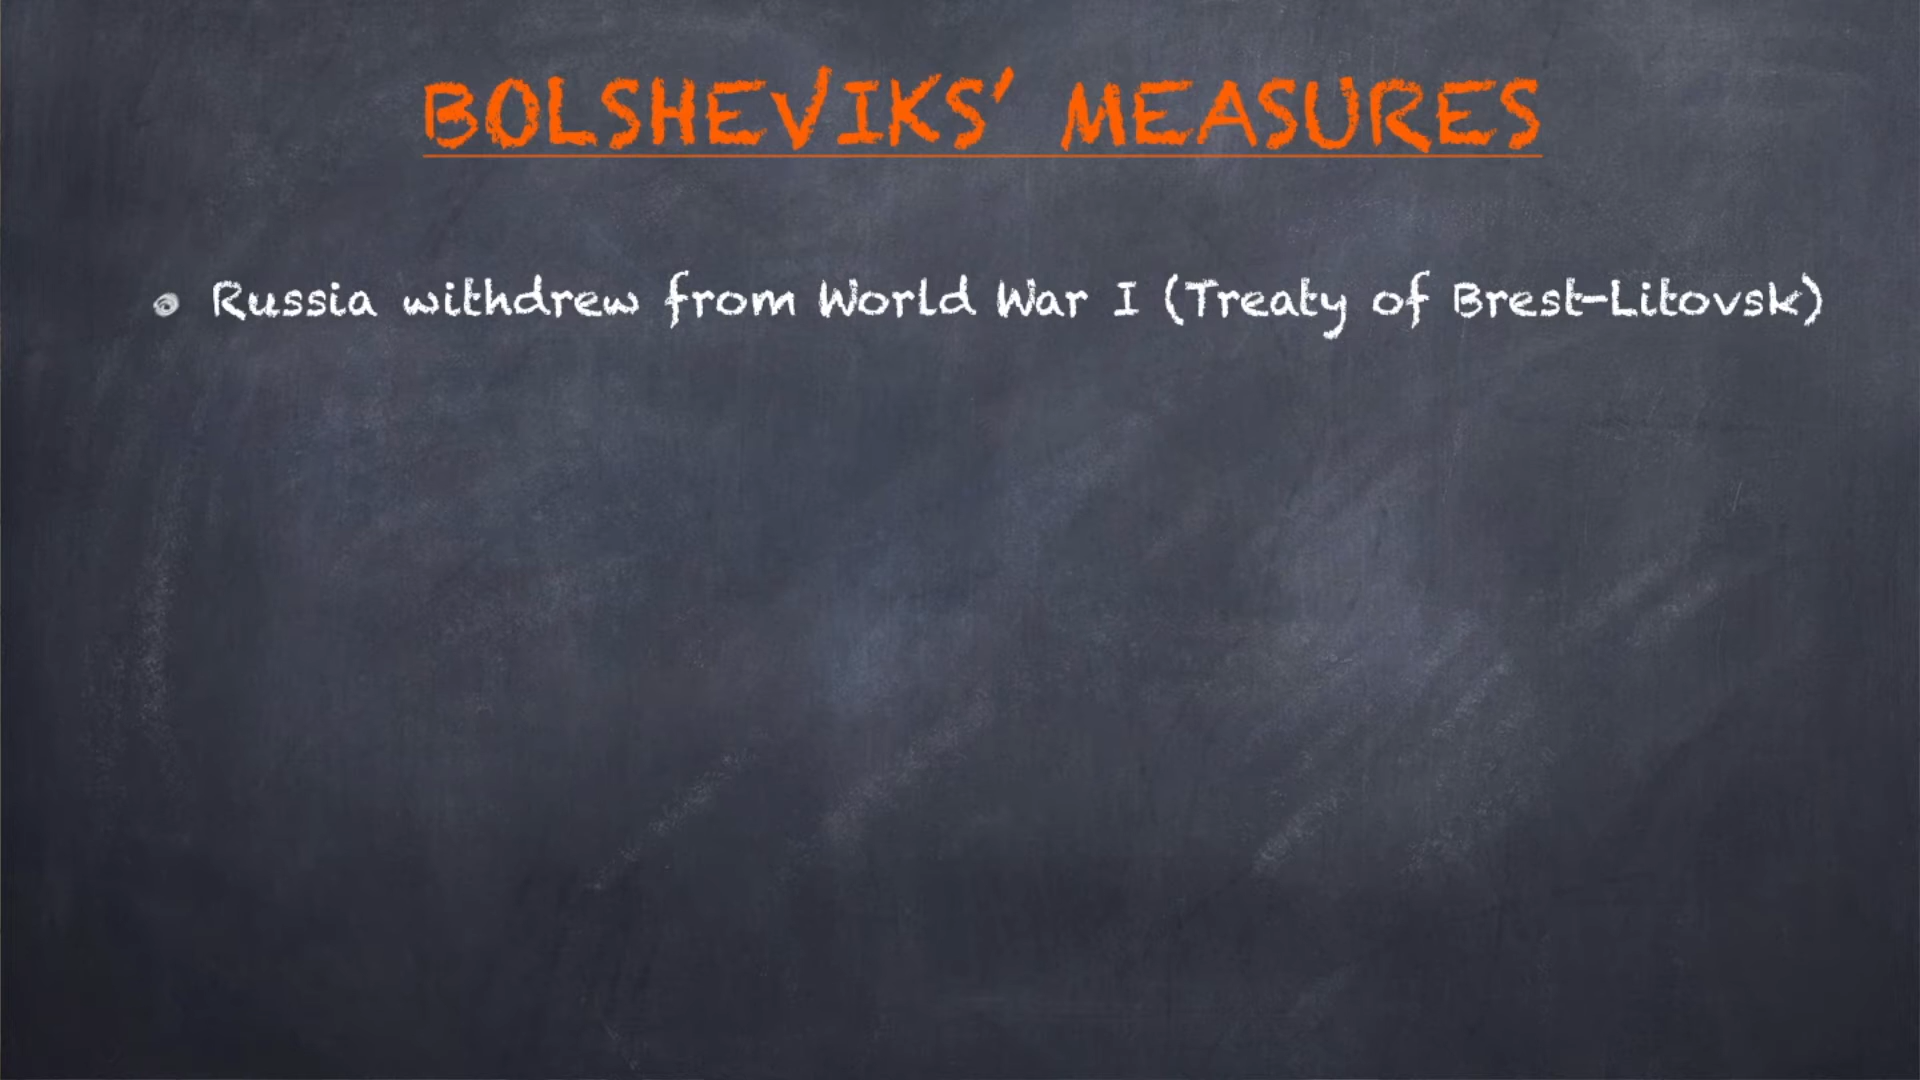 BOLSHEVIKS’ MEASURES
Russia withdrew from World War I (Treaty of Brest-Litovsk)